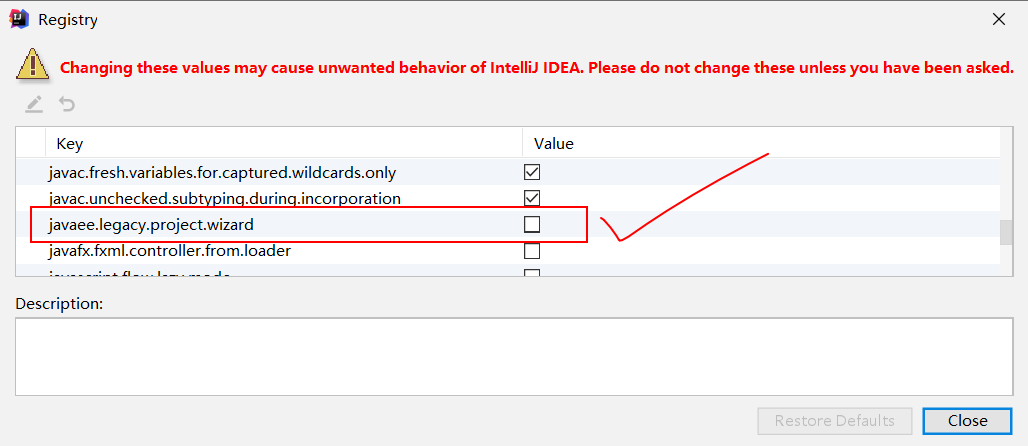 Registry
Changing these values may cause unwanted behavior of IntelliJ IDEA. Please do not change these unless you have been asked.
Key Value
javac.fresh.variables.for.captured.wildcards.only
javac.unchecked.subtyping.during.incorporation
javaee.legacy.project.wizard
javafx.fxml.controller.from.loader
Description:
Restore Defaults Close